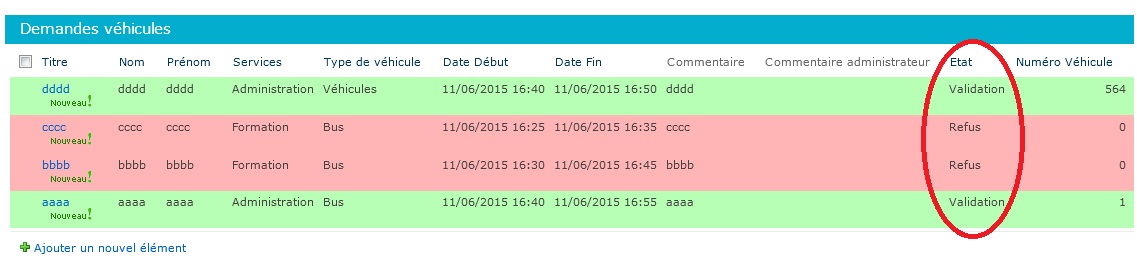 Demandes véhicules
Titre Nom Prénom Services Type de véhicule Date Début Date Fin Commentaire Commentaire administrateur Etat Numéro Véhicule
dddd dddd dddd Administration Véhicules 11/06/2015 16:40 11/06/2015 16:50 dddd Validation 564
Nouveau!
cccc cccc cccc Formation Bus 11/06/2015 16:25 11/06/2015 16:35 cccc Refus 0
Nouveau!
bbbb bbbb bbbb Formation Bus 11/06/2015 16:30 11/06/2015 16:45 bbbb Refus 0
Nouveau!
aaaa aaaa aaaa Administration Bus 11/06/2015 16:40 11/06/2015 16:55 aaaa Validation 1
Nouveau!
Ajouter un nouvel élément